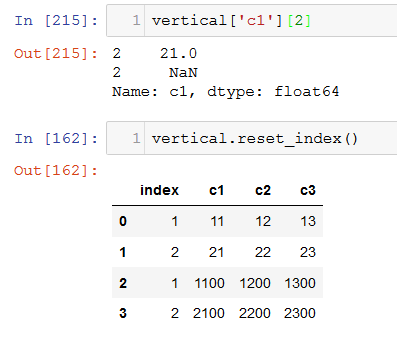 In [215]: 1 vertical['c1'][2]
Out[215]: 2 21.0
2 NaN
Name: c1, dtype: float64
In [162]: 1 vertical.reset_index()
Out[162]:
index c1 c2 c3
0 1 11 12 13
1 2 21 22 23
2 1 1100 1200 1300
3 2 2100 2200 2300